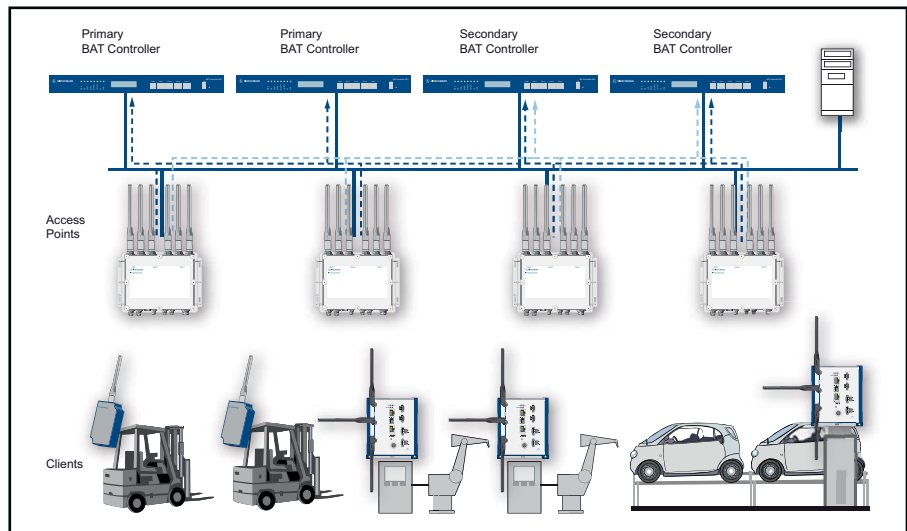 Primary
BAT Controller
Primary
BAT Controller
Secondary
BAT Controller
Secondary
BAT Controller
Access
Points
Clients